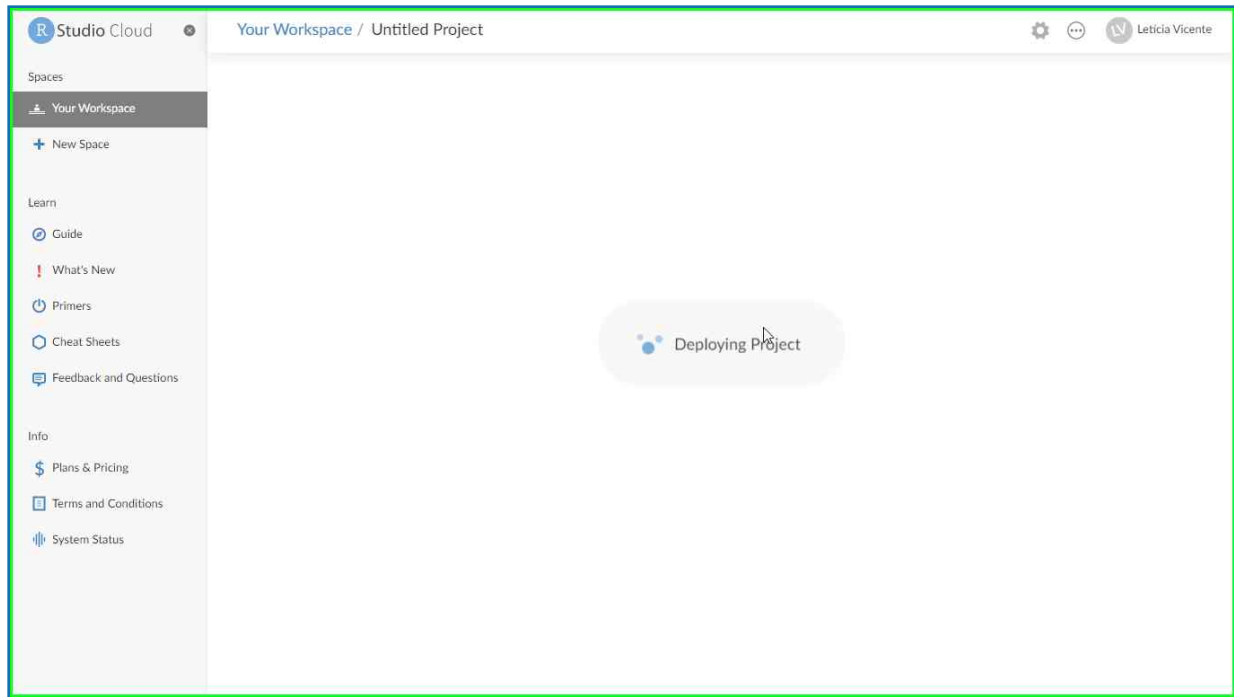 R Studio Cloud
Your Workspace / Untitled Project
LV Letícia Vicente
Spaces
Your Workspace
New Space
Learn
Guide
What's New
Primers
Cheat Sheets
Feedback and Questions
Deploying Project
Info
Plans & Pricing
Terms and Conditions
System Status